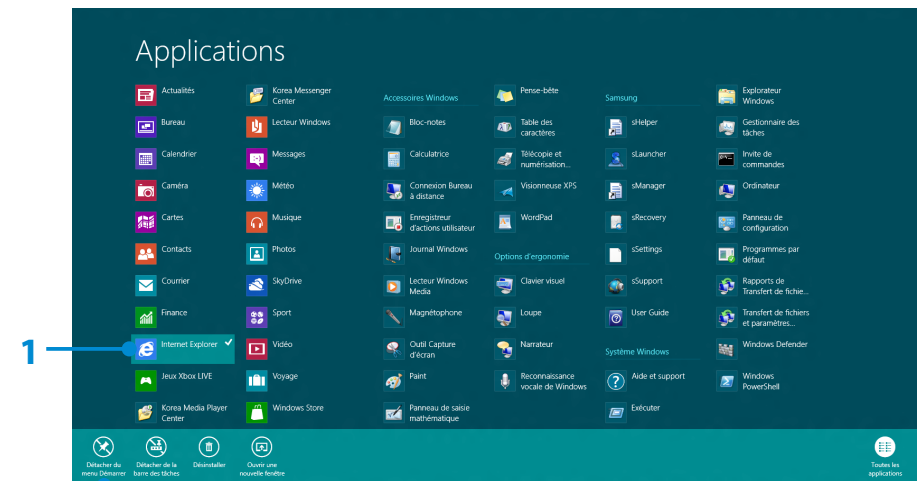 Applications
Actualités
Bureau
Calendrier
Caméra
Cartes
Contacts
Courrier
Finance
Internet Explorer
Jeux Xbox LIVE
Korea Media Player
Center
Korea Messenger
Center
Lecteur Windows
Messages
Météo
Musique
Photos
SkyDrive
Sport
Vidéo
Voyage
Windows Store
Accessoires Windows
Bloc-notes
Calculatrice
Connexion Bureau
à distance
Enregistreur
d'actions utilisateur
Journal Windows
Lecteur Windows
Media
Magnétophone
Outil Capture
d'écran
Paint
Panneau de saisie
mathématique
Pense-bête
Table des
caractères
Télécopie et
numérisation...
Visionneuse XPS
WordPad
Options d'ergonomie
Clavier visuel
Loupe
Narrateur
Reconnaissance
vocale de Windows
Samsung
sHelper
sLauncher
sManager
sRecovery
sSettings
sSupport
User Guide
Système Windows
Aide et support
Exécuter
Explorateur
Windows
Gestionnaire des
tâches
Invite de
commandes
Ordinateur
Panneau de
configuration
Programmes par
défaut
Rapports de
Transfert de fichie...
Transfert de fichiers
et paramètres...
Windows Defender
Windows
PowerShell
1
Détacher du
menu Démarrer
Détacher de la
barre des tâches
Désinstaller
Ouvrir une
nouvelle fenêtre
Toutes les
applications